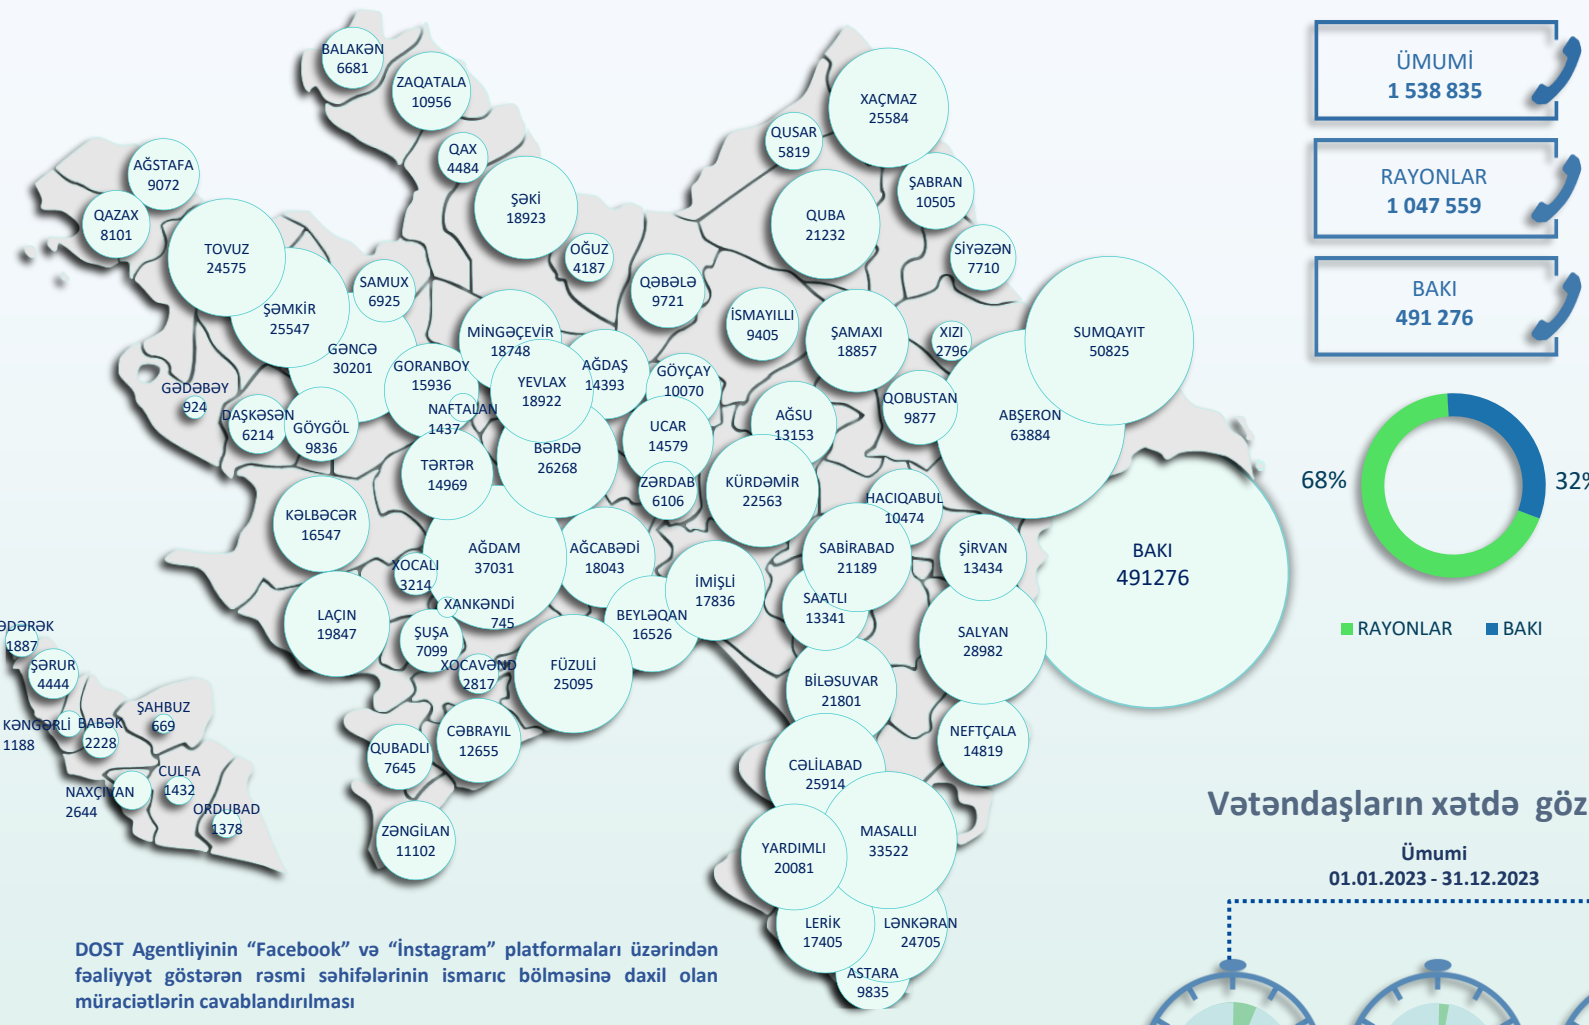 BALAKƏN
6681
ZAQATALA
10956
QAX
4484
ŞƏKİ
18923
OĞUZ
4187
QƏBƏLƏ
9721
AĞSTAFA
9072
QAZAX
8101
TOVUZ
24575
ŞƏMKİR
25547
SAMUX
6925
GƏNCƏ
30201
GORANBOY
15936
MİNGƏÇEVİR
18748
YEVLAX
18922
AĞDAŞ
14393
GÖYÇAY
10070
NAFTALAN
1437
GƏDƏBƏY
924
DAŞKƏSƏN
6214
GÖYGÖL
9836
UCAR
14579
ZƏRDAB
6106
BƏRDƏ
26268
TƏRTƏR
14969
KƏLBƏCƏR
16547
AĞDAM
37031
AĞCABƏDİ
18043
XOCALI
3214
XANKƏNDİ
745
LAÇIN
19847
ŞUŞA
7099
XOCAVƏND
2817
FÜZULİ
25095
BEYLƏQAN
16526
İMİŞLİ
17836
CƏBRAYIL
12655
QUBADLI
7645
ZƏNGİLAN
11102
QUSAR
5819
XAÇMAZ
25584
ŞABRAN
10505
QUBA
21232
SİYƏZƏN
7710
İSMAYILLI
9405
ŞAMAXI
18857
XIZI
2796
SUMQAYIT
50825
QOBUSTAN
9877
ABŞERON
63884
AĞSU
13153
KÜRDƏMİR
22563
HACIQABUL
10474
SABİRABAD
21189
ŞİRVAN
13434
SAATLI
13341
SALYAN
28982
BAKI
491276
BİLƏSUVAR
21801
NEFTÇALA
14819
CƏLİLABAD
25914
MASALLI
33522
YARDIMLI
20081
LERİK
17405
LƏNKƏRAN
24705
ASTARA
9835
ƏDƏRƏK
1887
ŞƏRUR
4444
KƏNGƏRLİ
1188
BABƏK
2228
ŞAHBUZ
669
NAXÇIVAN
2644
CULFA
1432
ORDUBAD
1378
ÜMUMİ
1 538 835
RAYONLAR
1 047 559
BAKI
491 276
68%
32%
RAYONLAR BAKI
Vətəndaşların xətdə göz
Ümumi
01.01.2023 - 31.12.2023
DOST Agentliyinin “Facebook” və “İnstagram” platformaları üzərindən
fəaliyyət göstərən rəsmi səhifələrinin ismarıc bölməsinə daxil olan
müraciətlərin cavablandırılması